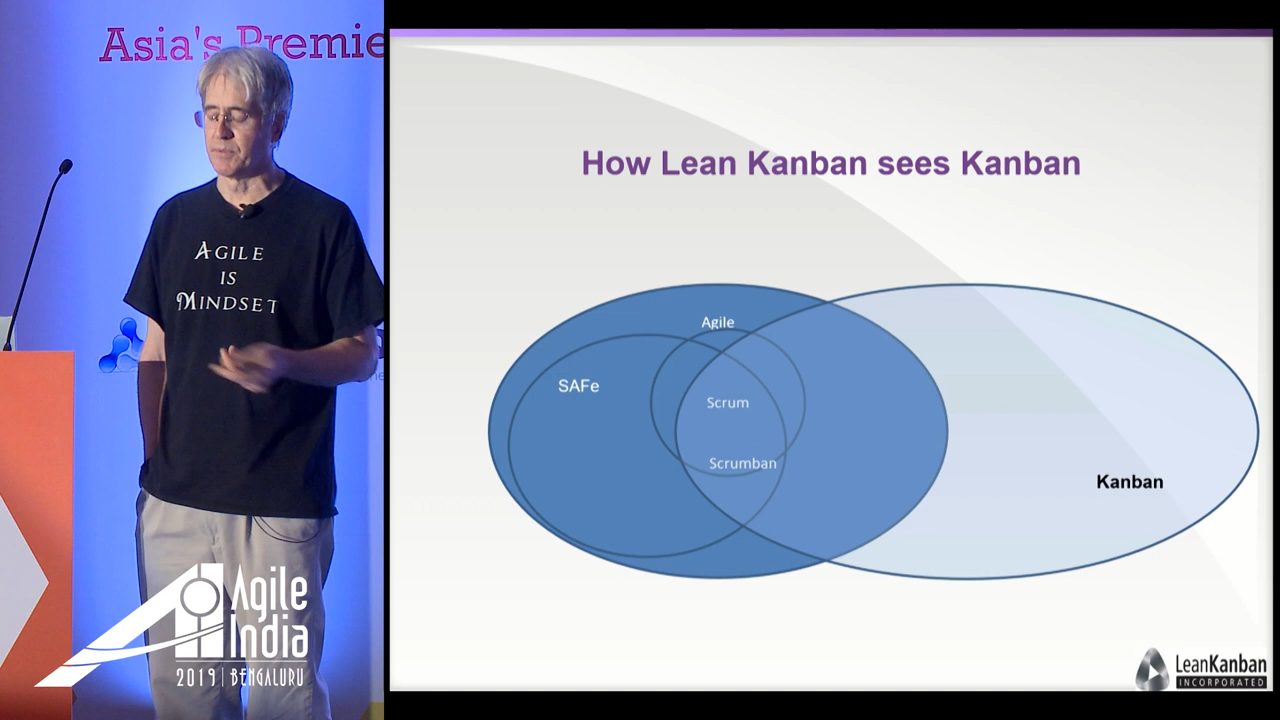 Asia's Premie
AGILE
IS
MINDSET
Agile
India
2019 | BENGALURU
How Lean Kanban sees Kanban
Agile
SAFe
Scrum
Scrumban
Kanban
LeanKanban
INCORPORATED